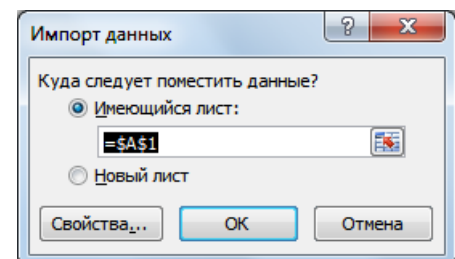 Импорт данных
Куда следует поместить данные?
Имеющийся лист:
=$A$1
Новый лист
Свойства...
ОК
Отмена